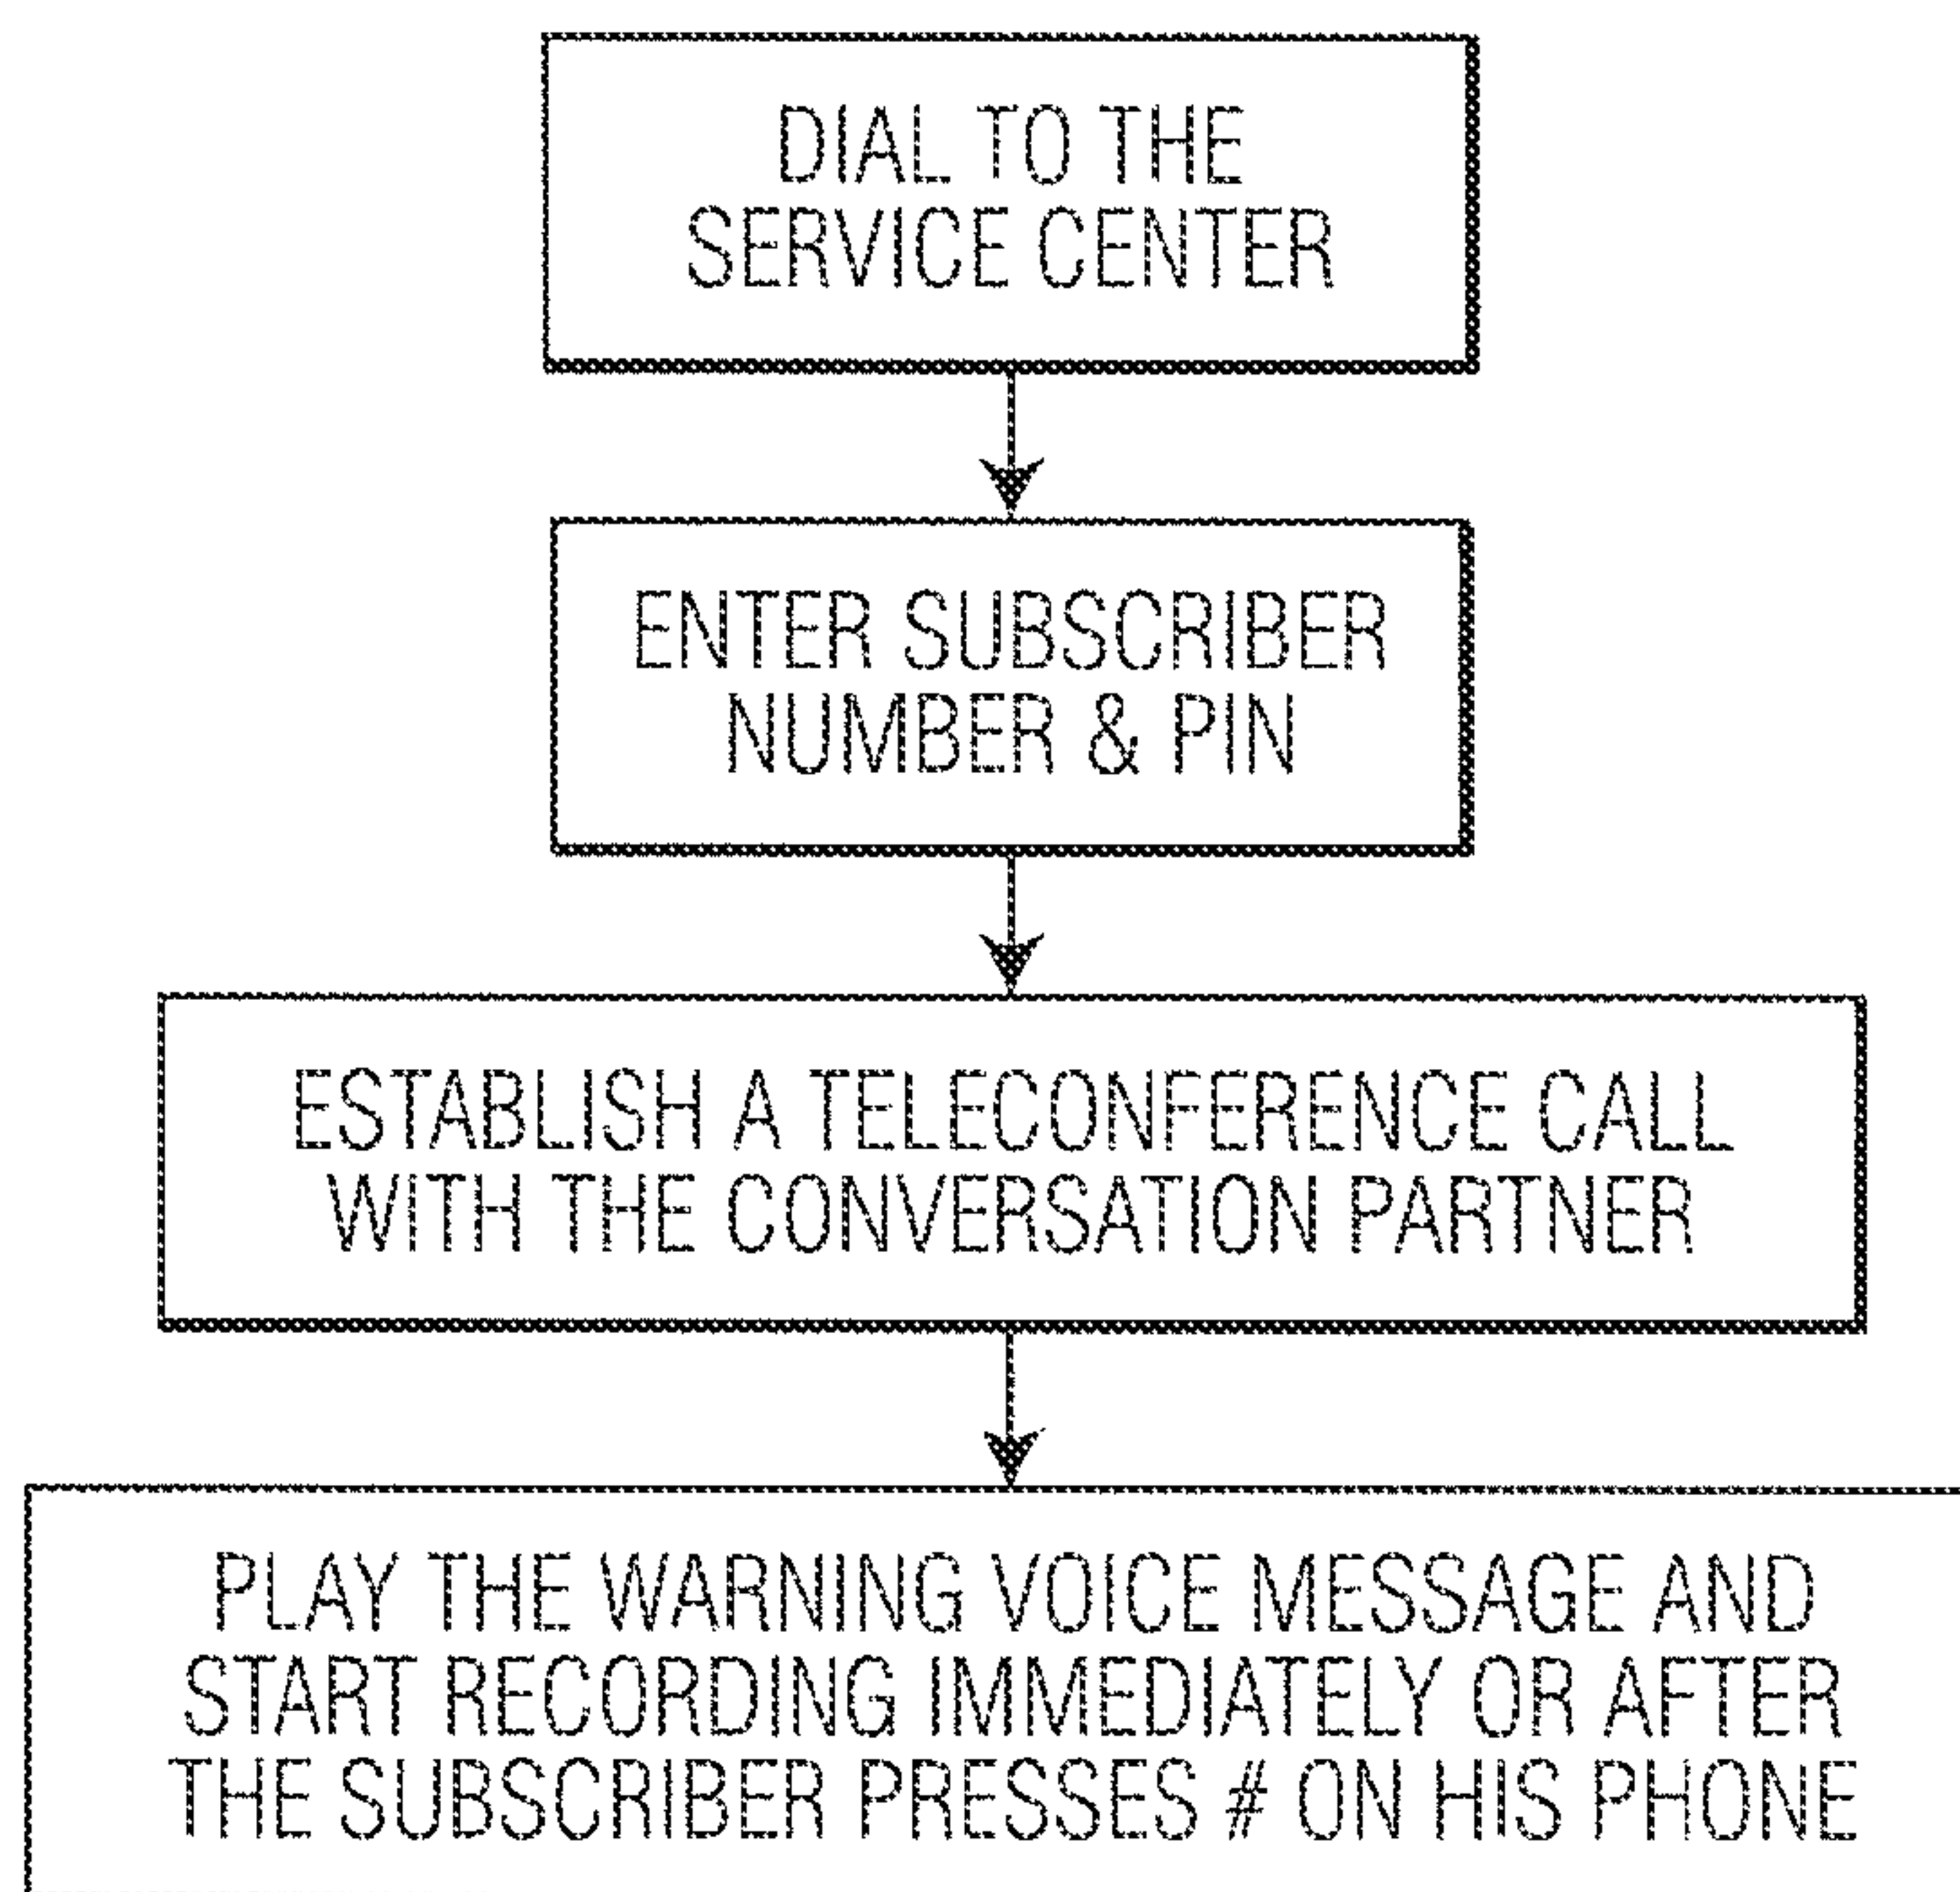 DIAL TO THE
SERVICE CENTER
ENTER SUBSCRIBER
NUMBER & PIN
ESTABLISH A TELECONFERENCE CALL
WITH THE CONVERSATION PARTNER
PLAY THE WARNING VOICE MESSAGE AND
START RECORDING IMMEDIATELY OR AFTER
THE SUBSCRIBER PRESSES # ON HIS PHONE